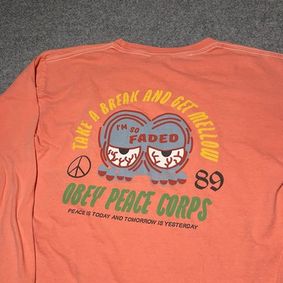 TAKE A BREAK AND GET MELLOW
I'M SO
FADED
89
OBEY PEACE CORPS
PEACE IS TODAY AND TOMORROW IS YESTERDAY